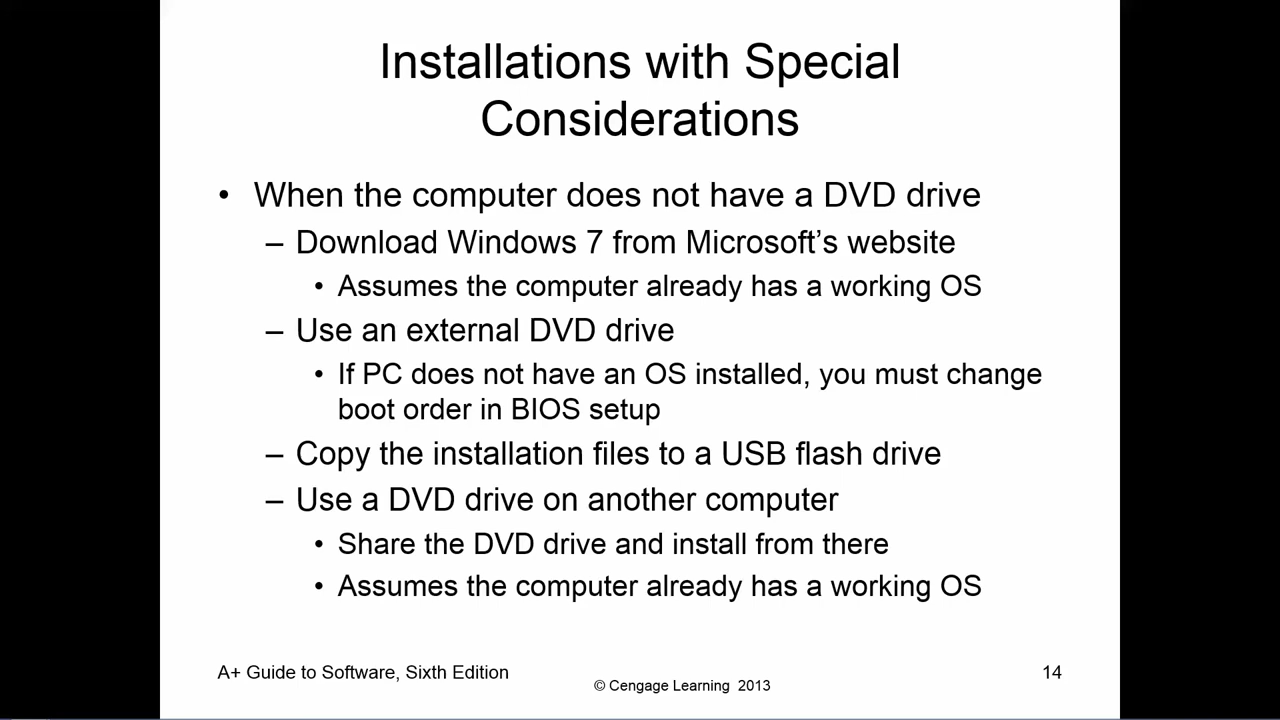 Installations with Special
Considerations
• When the computer does not have a DVD drive
– Download Windows 7 from Microsoft’s website
• Assumes the computer already has a working OS
– Use an external DVD drive
• If PC does not have an OS installed, you must change
boot order in BIOS setup
– Copy the installation files to a USB flash drive
– Use a DVD drive on another computer
• Share the DVD drive and install from there
• Assumes the computer already has a working OS
A+ Guide to Software, Sixth Edition
© Cengage Learning 2013
14